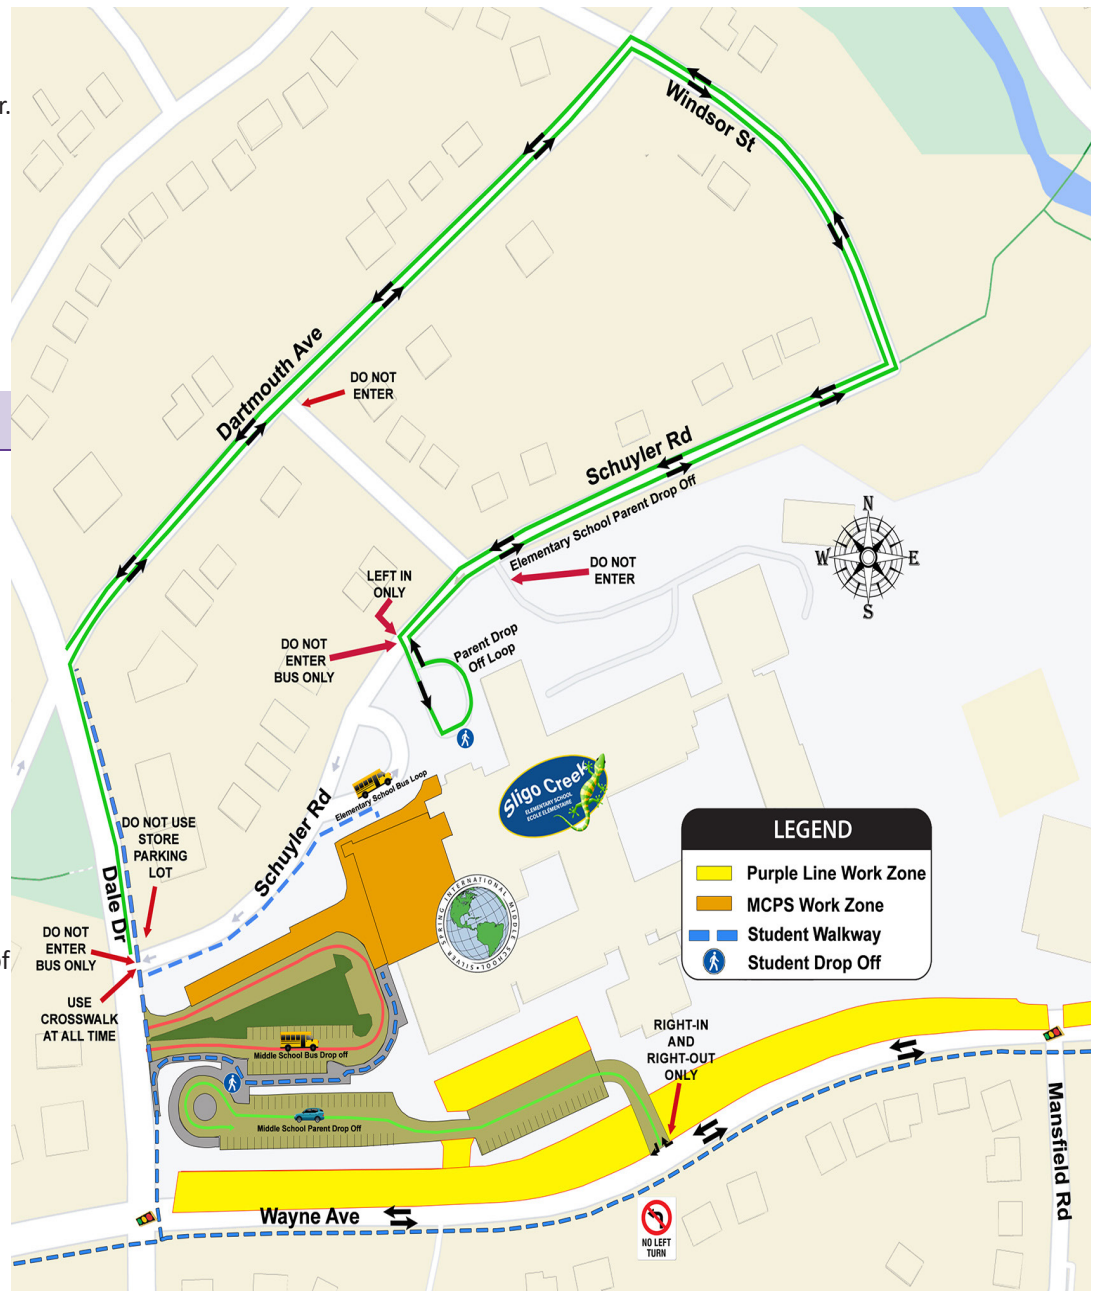 r.
Windsor St
Dartmouth Ave
DO NOT
ENTER
Schuyler Rd
Elementary School Parent Drop Off
N
W
E
S
DO NOT
ENTER
LEFT IN
ONLY
DO NOT
ENTER
BUS ONLY
Parent Drop
Off Loop
Elementary School Bus Loop
Sligo Creek
ELEMENTARY SCHOOL
ECOLE ELEMENTAIRE
Schuyler Rd
DO NOT USE
STORE
PARKING
LOT
Dale Dr
LEGEND
Purple Line Work Zone
MCPS Work Zone
Student Walkway
Student Drop Off
SILVER SPRING INTERNATIONAL MIDDLE SCHOOL
DO NOT
ENTER
BUS ONLY
of
USE
CROSSWALK
AT ALL TIME
RIGHT-IN
AND
RIGHT-OUT
ONLY
Middle School Bus Drop off
Middle School Parent Drop Off
Mansfield Rd
Wayne Ave
NO LEFT
TURN